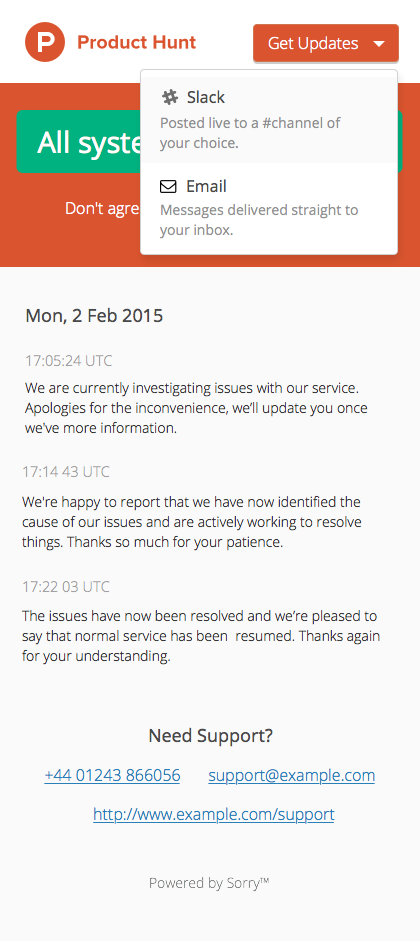 P Product Hunt
Get Updates
Slack
Posted live to a #channel of
your choice.
Email
Messages delivered straight to
your inbox.
All syste
Don't agre
Mon, 2 Feb 2015
17:05:24 UTC
We are currently investigating issues with our service.
Apologies for the inconvenience, we’ll update you once
we've more information.
17:14 43 UTC
We're happy to report that we have now identified the
cause of our issues and are actively working to resolve
things. Thanks so much for your patience.
17:22 03 UTC
The issues have now been resolved and we’re pleased to
say that normal service has been  resumed. Thanks again
for your understanding.
Need Support?
+44 01243 866056 support@example.com
http://www.example.com/support
Powered by Sorry™